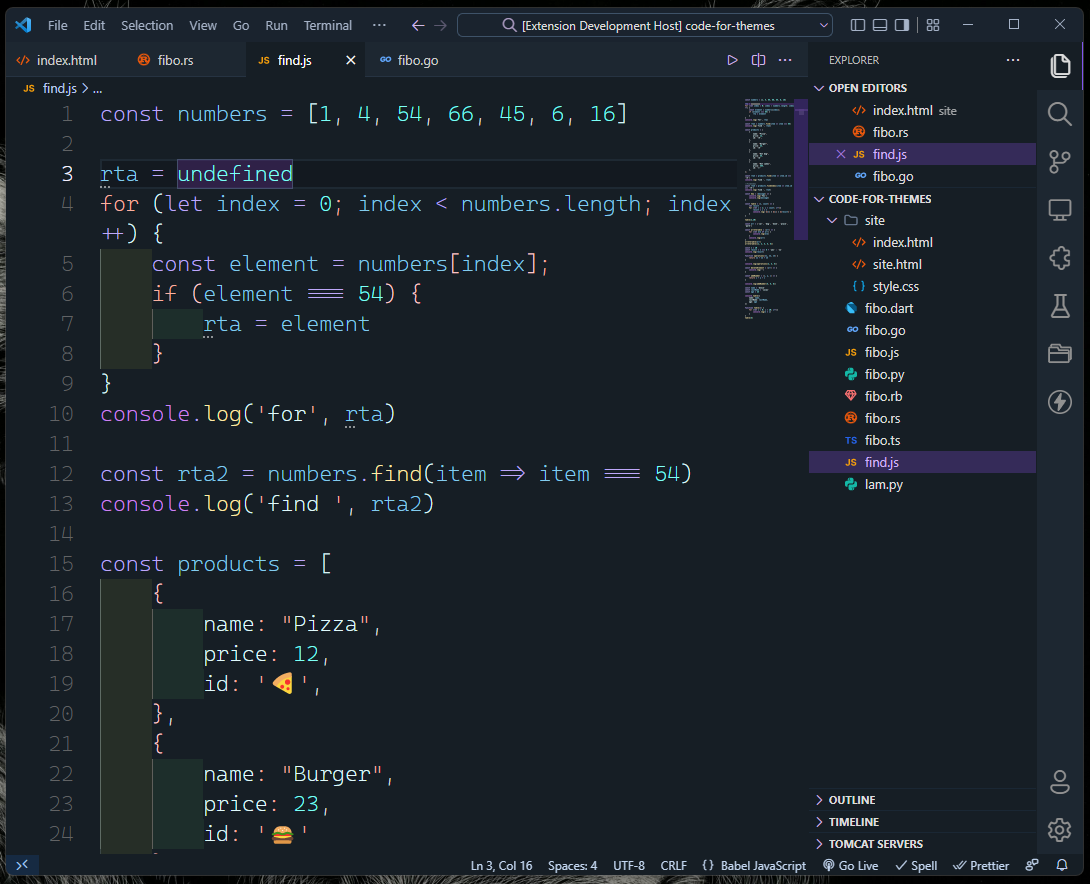 File Edit Selection View Go Run Terminal ··· [Extension Development Host] code-for-themes
index.html fibo.rs JS find.js fibo.go
JS find.js > ...
1 const numbers = [1, 4, 54, 66, 45, 6, 16]
2
3 rta = undefined
4 for (let index = 0; index < numbers.length; index
++) {
5 const element = numbers[index];
6 if (element === 54) {
7 rta = element
8 }
9 }
10 console.log('for', rta)
11
12 const rta2 = numbers.find(item => item === 54)
13 console.log('find ', rta2)
14
15 const products = [
16 {
17 name: "Pizza",
18 price: 12,
19 id: '🍕',
20 },
21 {
22 name: "Burger",
23 price: 23,
24 id: '🍔'
EXPLORER
OPEN EDITORS
index.html site
fibo.rs
JS find.js
fibo.go
CODE-FOR-THEMES
site
index.html
site.html
{} style.css
fibo.dart
fibo.go
JS fibo.js
fibo.py
fibo.rb
fibo.rs
TS fibo.ts
JS find.js
lam.py
OUTLINE
TIMELINE
TOMCAT SERVERS
Ln 3, Col 16 Spaces: 4 UTF-8 CRLF {} Babel JavaScript Go Live Spell Prettier